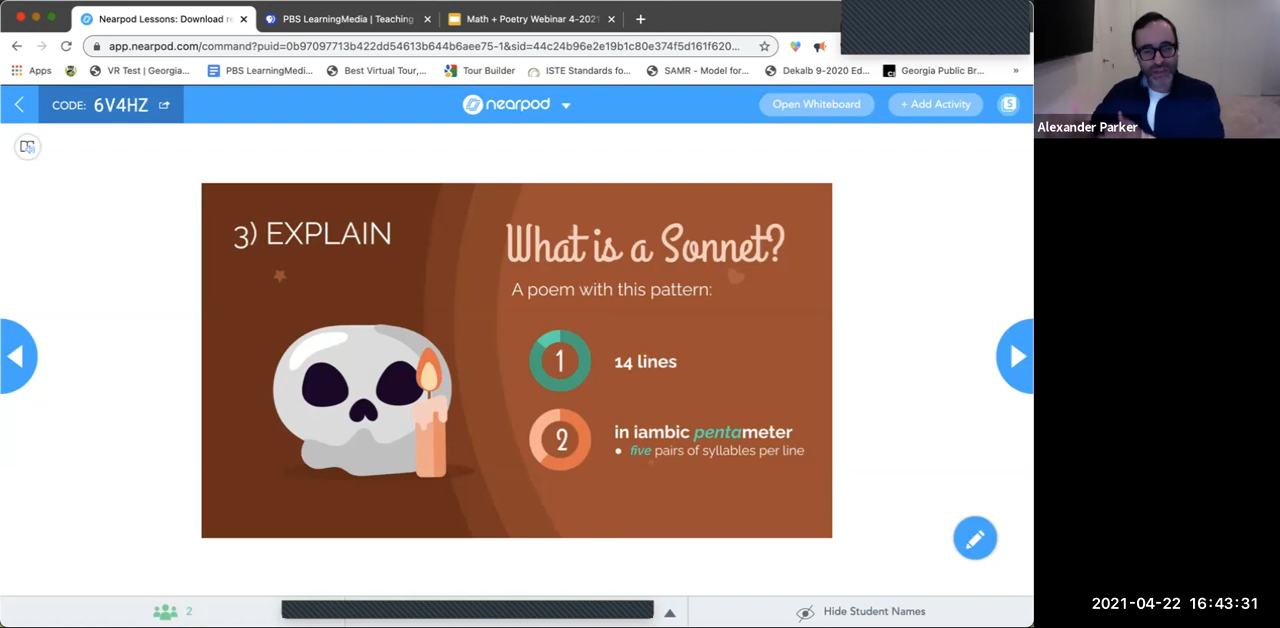 Nearpod Lessons: Download r
PBS LearningMedia | Teaching
Math + Poetry Webinar 4-2021
app.nearpod.com/command?puid=0b97097713b422dd54613b644b6aee75-1&sid=44c24b96e2e19b1c80e374f5d161f620...
Apps
VR Test | Georgia...
PBS LearningMedi...
Best Virtual Tour,...
Tour Builder
ISTE Standards fo...
SAMR - Model for...
Dekalb 9-2020 Ed...
Georgia Public Br...
»
CODE: 6V4HZ
nearpod
Open Whiteboard
+ Add Activity
S
Alexander Parker
3) EXPLAIN
What is a Sonnet?
A poem with this pattern:
1
14 lines
2
in iambic pentameter
• five pairs of syllables per line
2
Hide Student Names
2021-04-22 16:43:31